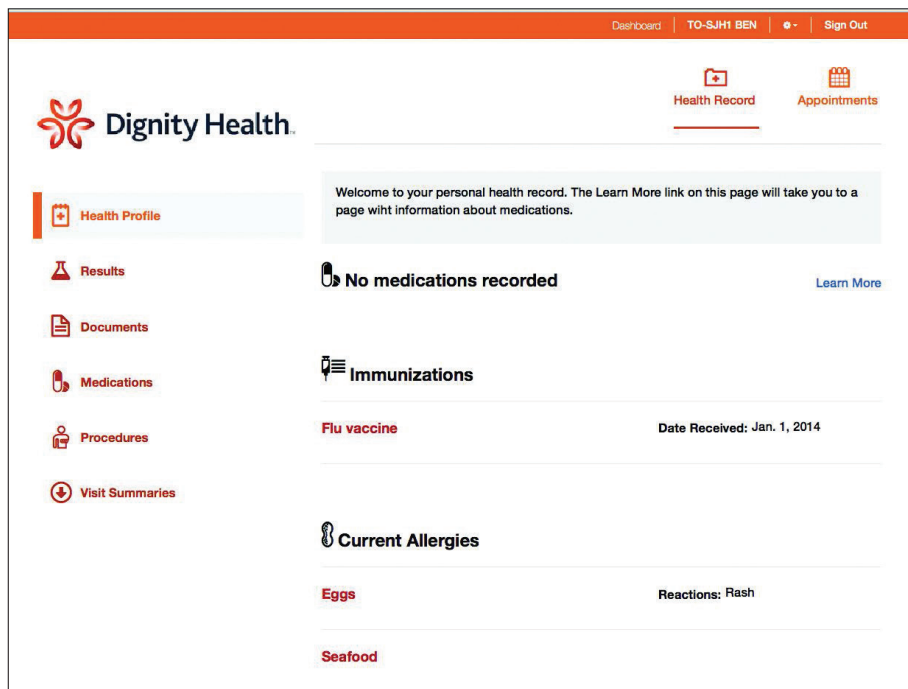 Dashboard TO-SJH1 BEN Sign Out
Health Record Appointments
Dignity Health™
Welcome to your personal health record. The Learn More link on this page will take you to a
page wiht information about medications.
Health Profile
Results
Documents
Medications
Procedures
Visit Summaries
No medications recorded Learn More
Immunizations
Flu vaccine Date Received: Jan. 1, 2014
Current Allergies
Eggs Reactions: Rash
Seafood